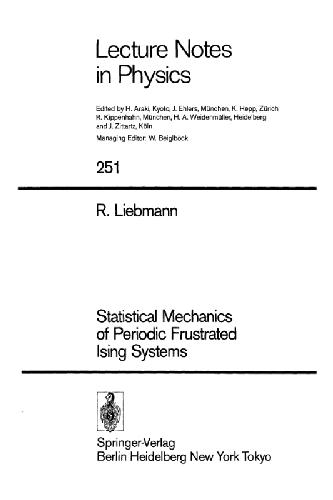 Lecture Notes
in Physics
Edited by H. Araki, Kyoto, J. Ehlers, München, K. Hepp, Zürich
R. Kippenhahn, München, H. A. Weidenmüller, Heidelberg
and J. Zittartz, Köln
Managing Editor: W. Beiglböck
251
R. Liebmann
Statistical Mechanics
of Periodic Frustrated
Ising Systems
Springer-Verlag
Berlin Heidelberg New York Tokyo